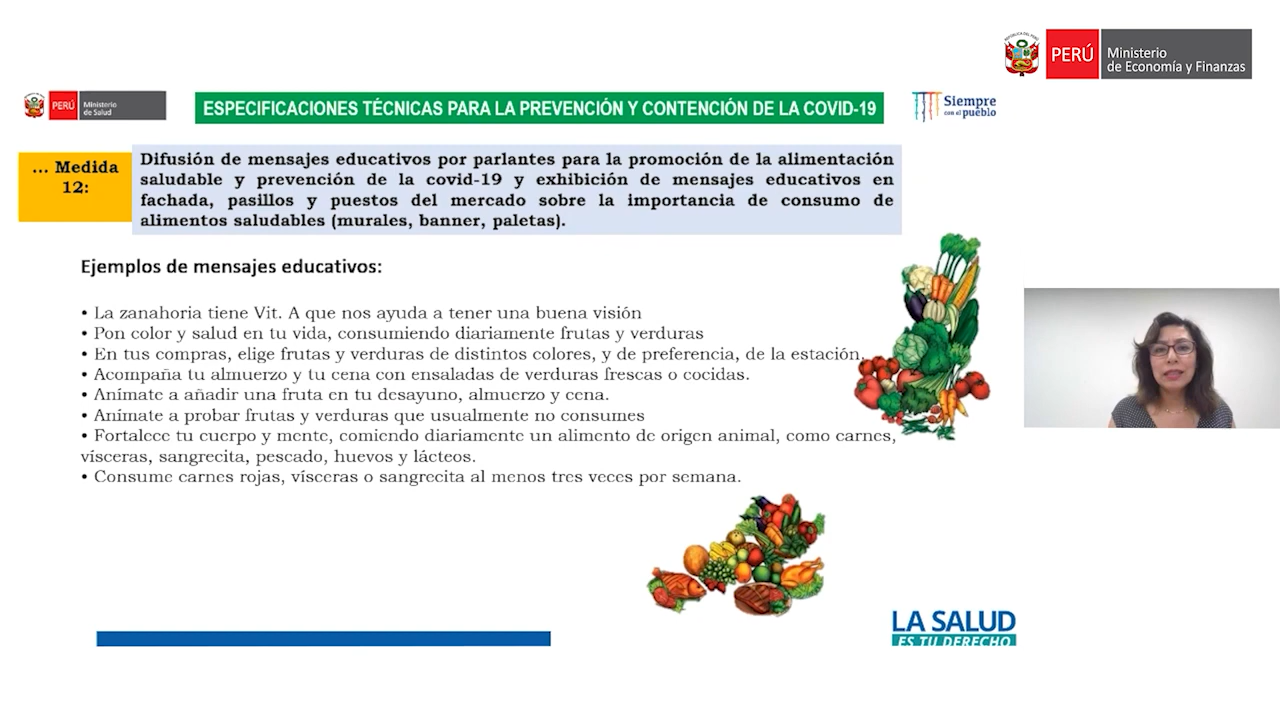 PERÚ
Ministerio
de Economía y Finanzas
PERÚ
Ministerio
de Salud
ESPECIFICACIONES TÉCNICAS PARA LA PREVENCIÓN Y CONTENCIÓN DE LA COVID-19
Siempre
con el pueblo
... Medida
12:
Difusión de mensajes educativos por parlantes para la promoción de la alimentación
saludable y prevención de la covid-19 y exhibición de mensajes educativos en
fachada, pasillos y puestos del mercado sobre la importancia de consumo de
alimentos saludables (murales, banner, paletas).
Ejemplos de mensajes educativos:
• La zanahoria tiene Vit. A que nos ayuda a tener una buena visión
• Pon color y salud en tu vida, consumiendo diariamente frutas y verduras
• En tus compras, elige frutas y verduras de distintos colores, y de preferencia, de la estación.
• Acompaña tu almuerzo y tu cena con ensaladas de verduras frescas o cocidas.
• Anímate a añadir una fruta en tu desayuno, almuerzo y cena.
• Anímate a probar frutas y verduras que usualmente no consumes
• Fortalece tu cuerpo y mente, comiendo diariamente un alimento de origen animal, como carnes,
vísceras, sangrecita, pescado, huevos y lácteos.
• Consume carnes rojas, vísceras o sangrecita al menos tres veces por semana.
LA SALUD
ES TU DERECHO